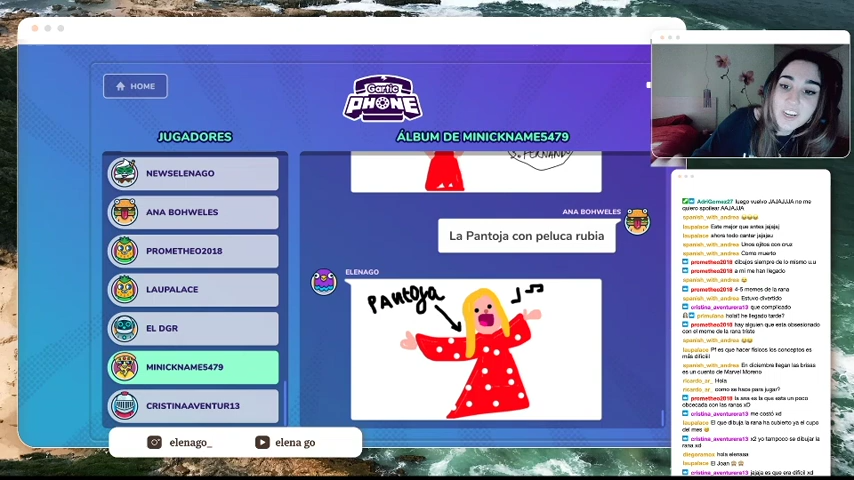 HOME
Gartic
PHONE
JUGADORES
NEWSELENAGO
ANA BOHWELES
PROMETHEO2018
LAUPALACE
EL DGR
MINICKNAME5479
CRISTINAAVENTUR13
ÁLBUM DE MINICKNAME5479
FERNANDO
ANA BOHWELES
La Pantoja con peluca rubia
ELENAGO
PANtoja
elenago_
elena go
AdriGomez27 luego vuelvo JAJAJJJA no me
quiero spoilear AAJAJJA
spanish_with_andrea
laupalace Este mejor que antes jajajj
laupalace ahora todo cantar jajajau
spanish_with_andrea Unos ojitos con cruz
spanish_with_andrea Como muerto
prometheo2018 dibujos siempre de lo mismo u.u
prometheo2018 a mi me han llegado
spanish_with_andrea
prometheo2018 4-5 memes de la rana
spanish_with_andrea Estuvo divertido
cristina_aventurera13 que complicado
primulana hola!! he llegado tarde?
prometheo2018 hay alguien que esta obsesionado
con el meme de la rana triste
spanish_with_andrea
laupalace Pf es que hacer físicos los conceptos es
más difícil!
spanish_with_andrea En diciembre llegan las brisas
es un cuento de Marvel Moreno
ricardo_ar_ Hola
ricardo_ar_ como se hace para jugar?
prometheo2018 la ana es la que esta un poco
obcecada con las ranas xD
cristina_aventurera13 me costó xd
laupalace El que dibuja la rana ha cubierto ya el cupo
del mes
cristina_aventurera13 x2 yo tampoco se dibujar la
rana xd
diegoromox hola elenaaa
laupalace El Joan
cristina_aventurera13 jajaja es que era difícil xd